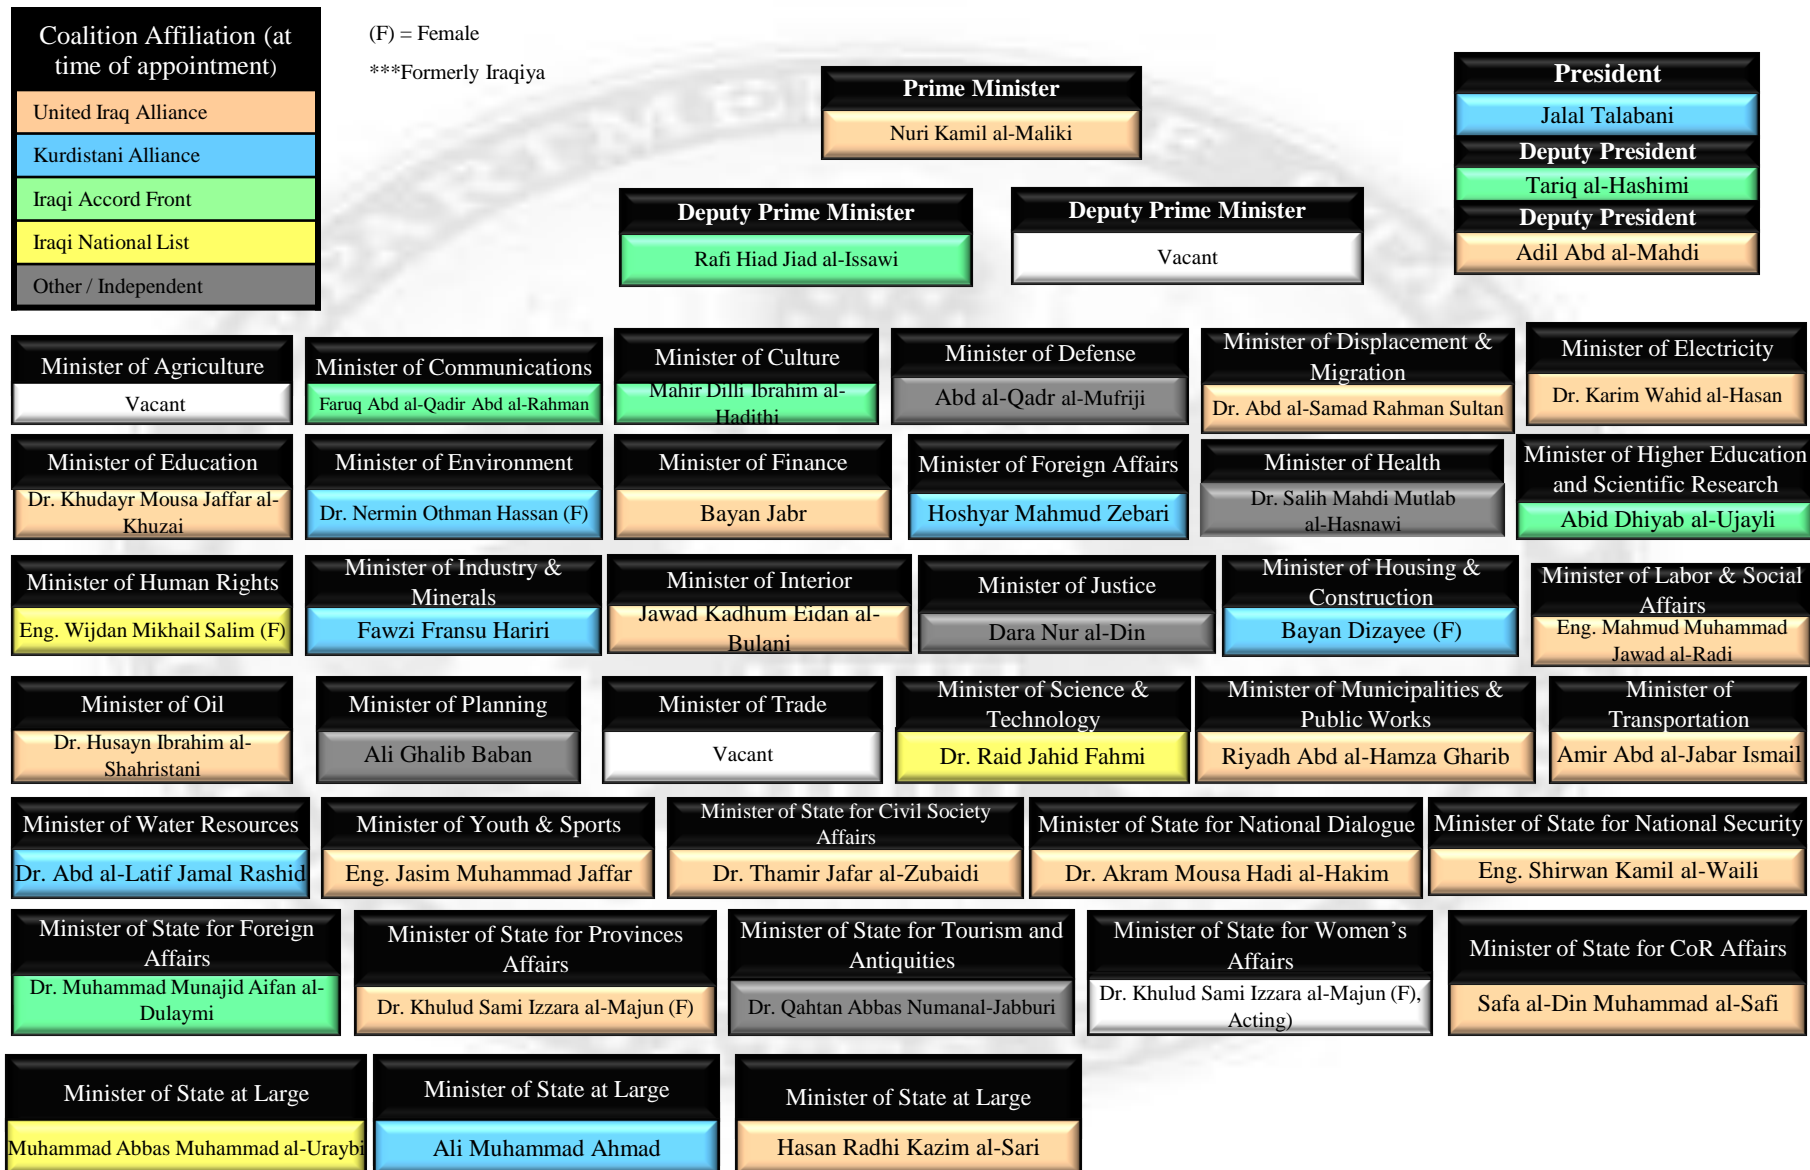 Coalition Affiliation (at
time of appointment)
United Iraq Alliance
Kurdistani Alliance
Iraqi Accord Front
Iraqi National List
Other / Independent
(F) = Female
***Formerly Iraqiya
Prime Minister
Nuri Kamil al-Maliki
President
Jalal Talabani
Deputy President
Tariq al-Hashimi
Deputy President
Adil Abd al-Mahdi
Deputy Prime Minister
Rafi Hiad Jiad al-Issawi
Deputy Prime Minister
Vacant
Minister of Agriculture
Vacant
Minister of Communications
Faruq Abd al-Qadir Abd al-Rahman
Minister of Culture
Mahir Dilli Ibrahim al-
Hadithi
Minister of Defense
Abd al-Qadr al-Mufriji
Minister of Displacement &
Migration
Dr. Abd al-Samad Rahman Sultan
Minister of Electricity
Dr. Karim Wahid al-Hasan
Minister of Education
Dr. Khudayr Mousa Jaffar al-
Khuzai
Minister of Environment
Dr. Nermin Othman Hassan (F)
Minister of Finance
Bayan Jabr
Minister of Foreign Affairs
Hoshyar Mahmud Zebari
Minister of Health
Dr. Salih Mahdi Mutlab
al-Hasnawi
Minister of Higher Education
and Scientific Research
Abid Dhiyab al-Ujayli
Minister of Human Rights
Eng. Wijdan Mikhail Salim (F)
Minister of Industry &
Minerals
Fawzi Fransu Hariri
Minister of Interior
Jawad Kadhum Eidan al-
Bulani
Minister of Justice
Dara Nur al-Din
Minister of Housing &
Construction
Bayan Dizayee (F)
Minister of Labor & Social
Affairs
Eng. Mahmud Muhammad
Jawad al-Radi
Minister of Oil
Dr. Husayn Ibrahim al-
Shahristani
Minister of Planning
Ali Ghalib Baban
Minister of Trade
Vacant
Minister of Science &
Technology
Dr. Raid Jahid Fahmi
Minister of Municipalities &
Public Works
Riyadh Abd al-Hamza Gharib
Minister of
Transportation
Amir Abd al-Jabar Ismail
Minister of Water Resources
Dr. Abd al-Latif Jamal Rashid
Minister of Youth & Sports
Eng. Jasim Muhammad Jaffar
Minister of State for Civil Society
Affairs
Dr. Thamir Jafar al-Zubaidi
Minister of State for National Dialogue
Dr. Akram Mousa Hadi al-Hakim
Minister of State for National Security
Eng. Shirwan Kamil al-Waili
Minister of State for Foreign
Affairs
Dr. Muhammad Munajid Aifan al-
Dulaymi
Minister of State for Provinces
Affairs
Dr. Khulud Sami Izzara al-Majun (F)
Minister of State for Tourism and
Antiquities
Dr. Qahtan Abbas Numanal-Jabburi
Minister of State for Women's
Affairs
Dr. Khulud Sami Izzara al-Majun (F),
Acting)
Minister of State for CoR Affairs
Safa al-Din Muhammad al-Safi
Minister of State at Large
Muhammad Abbas Muhammad al-Uraybi
Minister of State at Large
Ali Muhammad Ahmad
Minister of State at Large
Hasan Radhi Kazim al-Sari